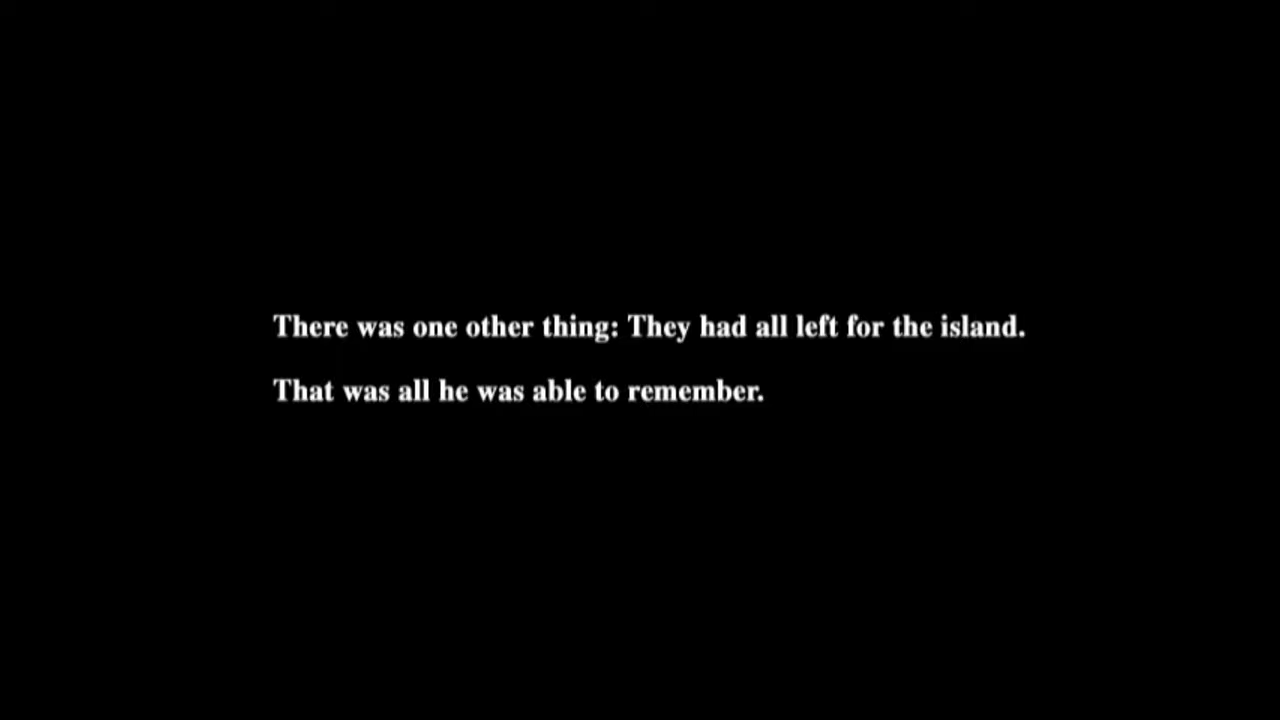 There was one other thing: They had all left for the island.
That was all he was able to remember.